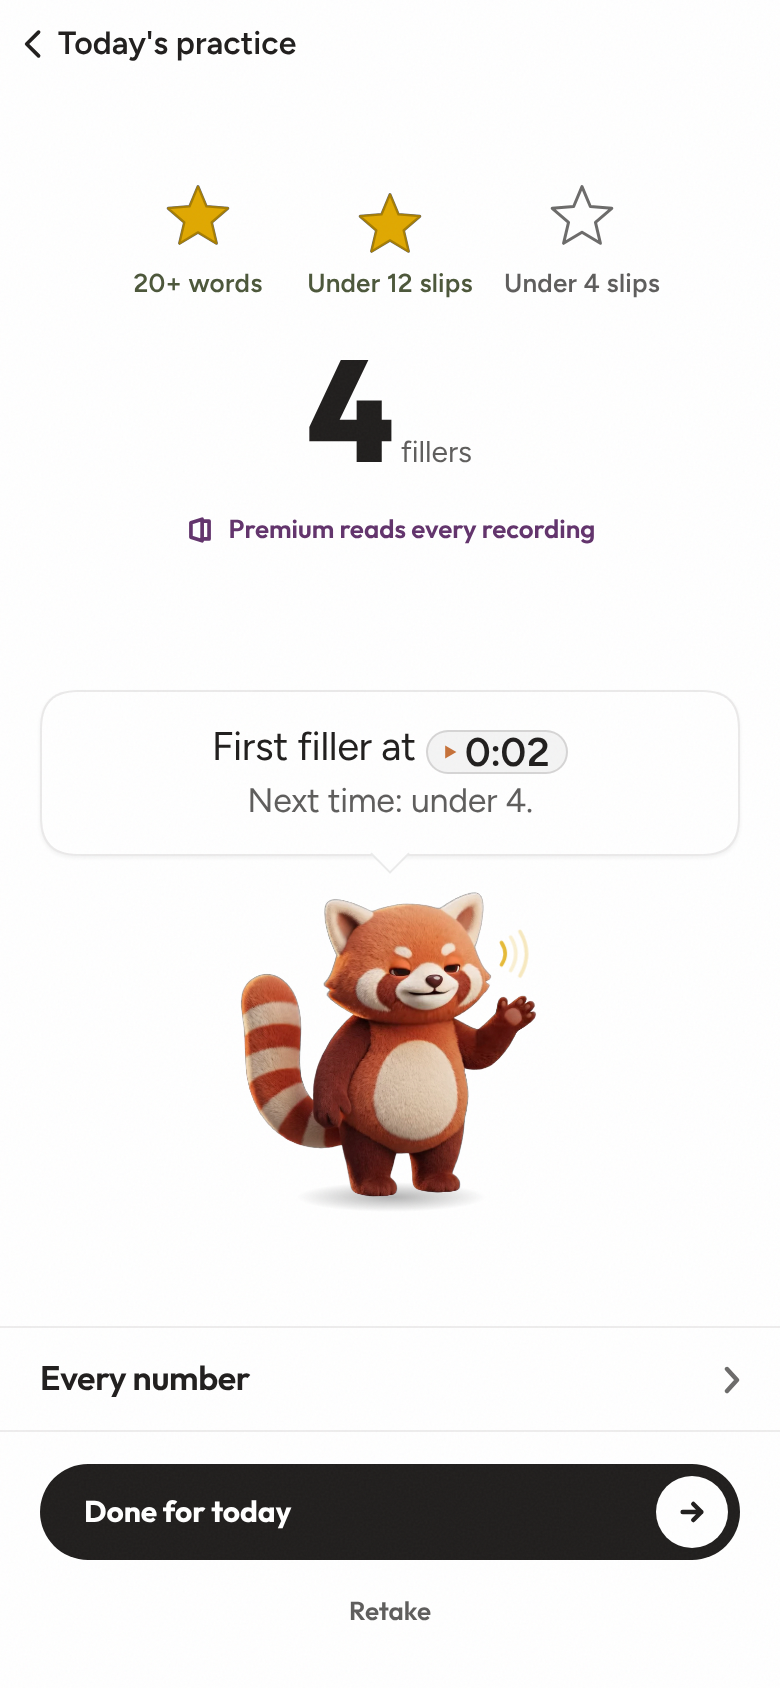 Today's practice
20+ words
Under 12 slips
Under 4 slips
4 fillers
Premium reads every recording
First filler at 0:02
Next time: under 4.
Every number
Done for today
Retake